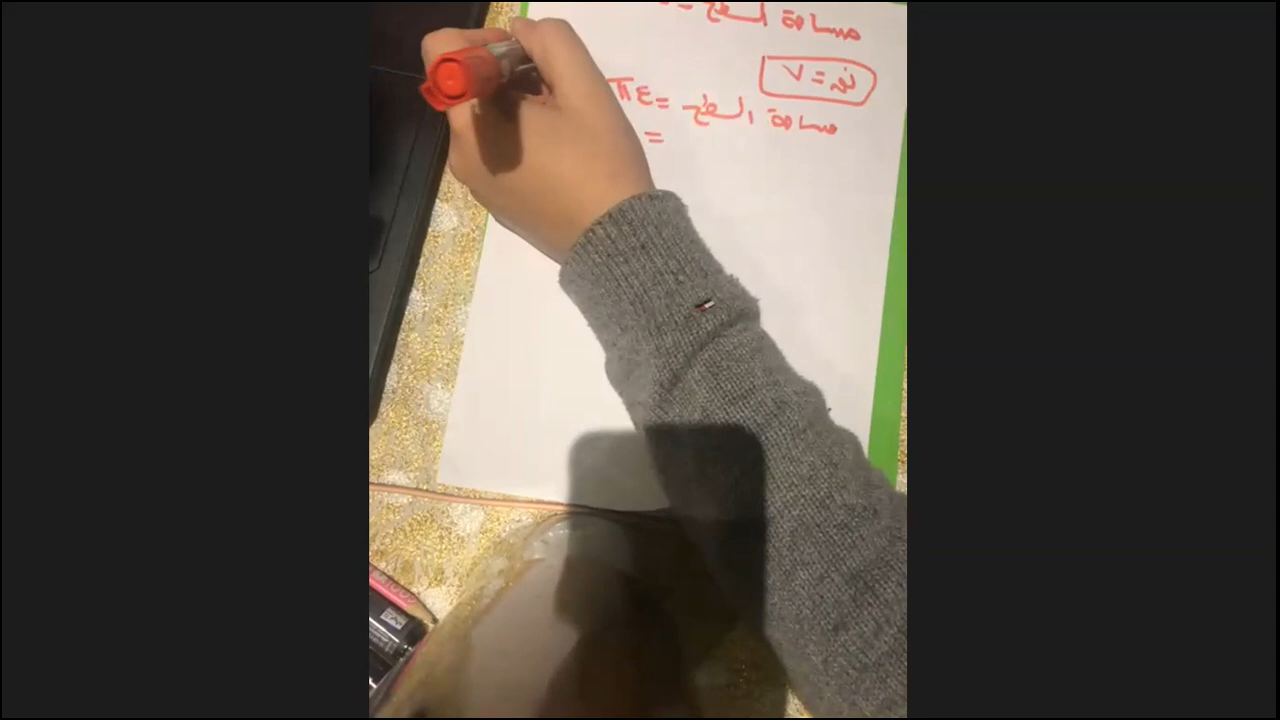 مساحة السطح =
نق = ٧
مساحة السطح = ٤π
=